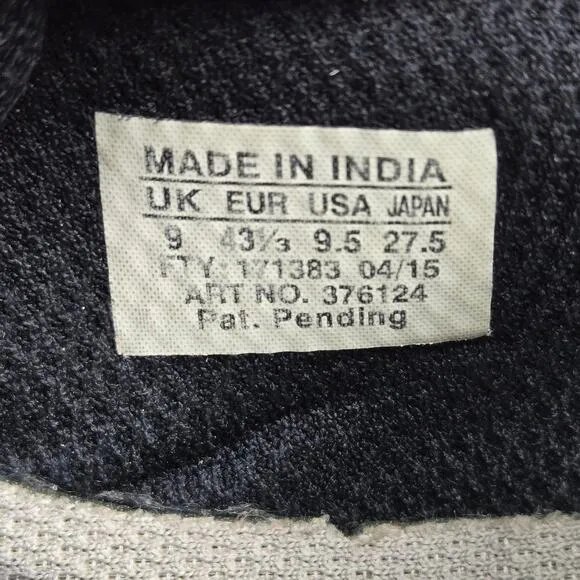 MADE IN INDIA
UK EUR USA JAPAN
9 43⅓ 9.5 27.5
FTY: 171383 04/15
ART NO. 376124
Pat. Pending